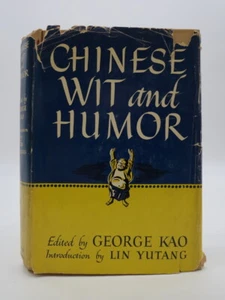 CHINESE
WIT and
HUMOR
Edited by GEORGE KAO
Introduction by LIN YUTANG